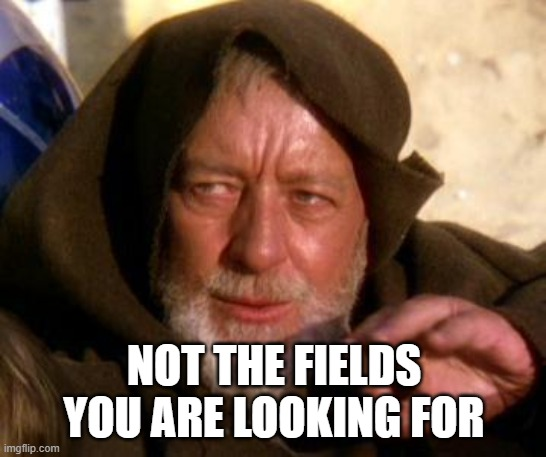 NOT THE FIELDS
YOU ARE LOOKING FOR
imgflip.com